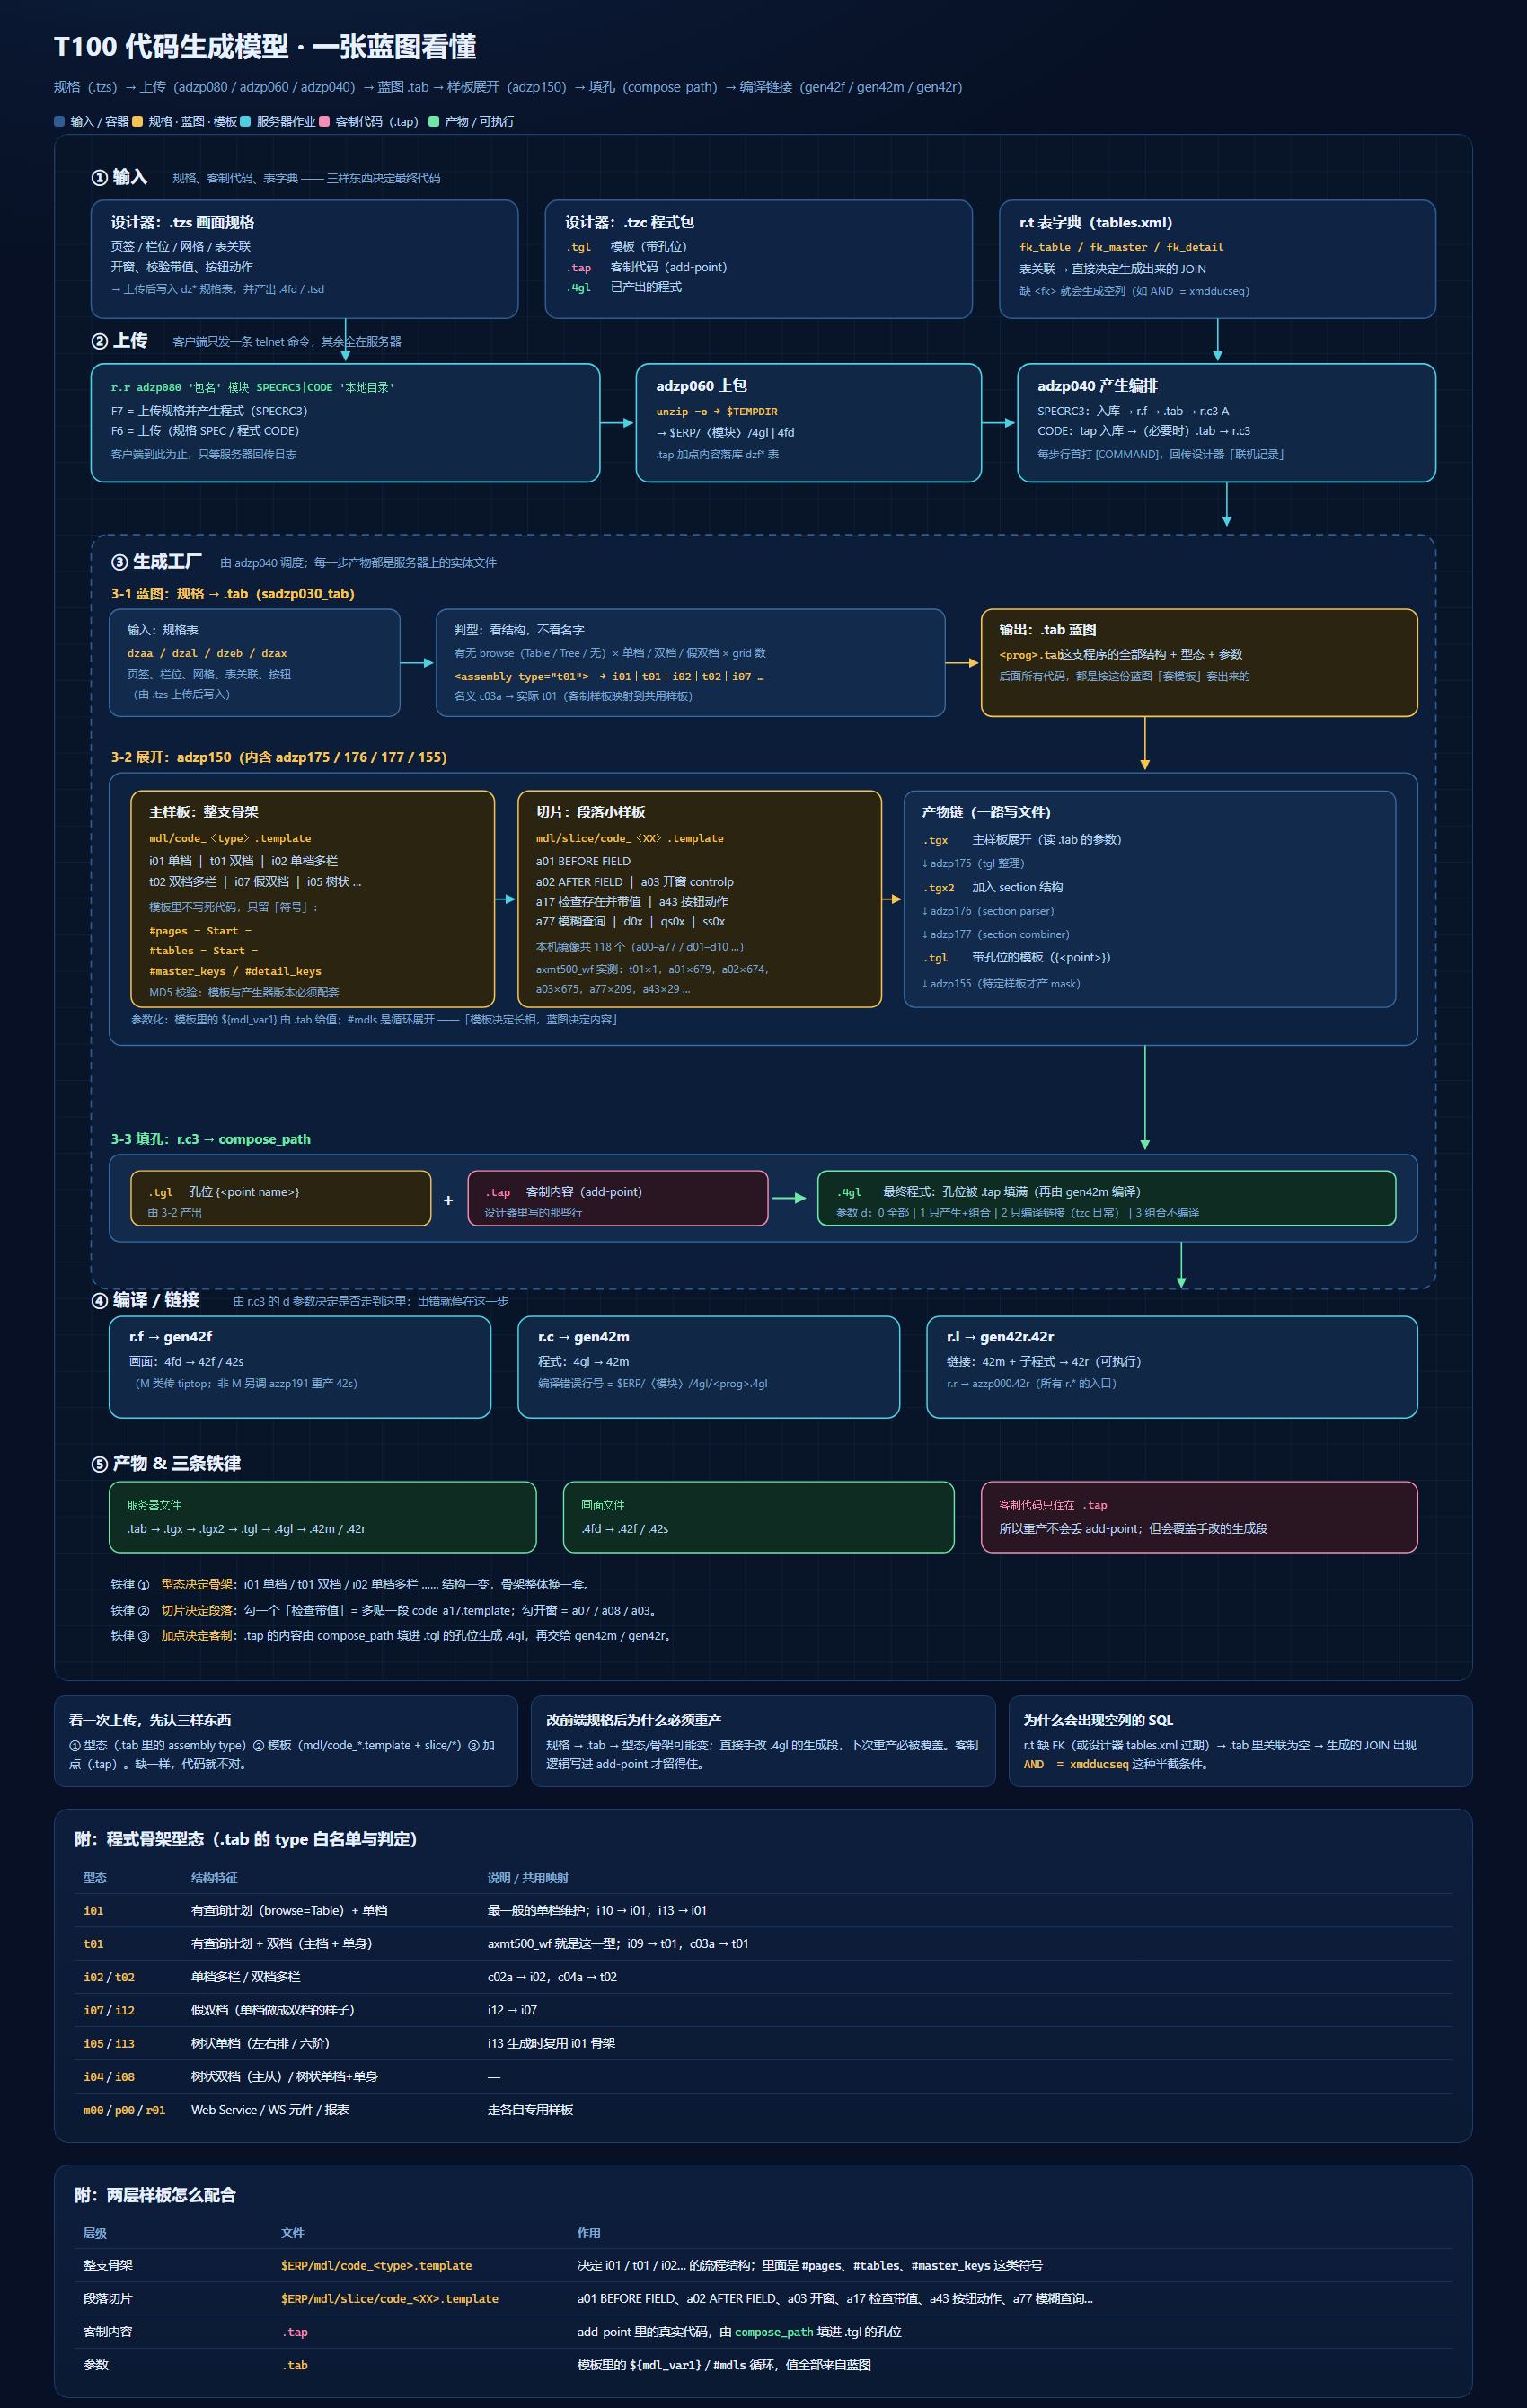 T100 代码生成模型 · 一张蓝图看懂
规格（.tzs）→ 上传（adzp080 / adzp060 / adzp040）→ 蓝图 .tab → 样板展开（adzp150）→ 填孔（compose_path）→ 编译链接（gen42f / gen42m / gen42r）
输入 / 容器 规格 · 蓝图 · 模板 服务器作业 客制代码（.tap） 产物 / 可执行
① 输入 规格、客制代码、表字典 —— 三样东西决定最终代码
设计器：.tzs 画面规格
页签 / 栏位 / 网格 / 表关联
开窗、校验带值、按钮动作
→ 上传后写入 dz* 规格表，并产出 .4fd / .tsd
设计器：.tzc 程式包
.tgl 模板（带孔位）
.tap 客制代码（add-point）
.4gl 已产出的程式
r.t 表字典（tables.xml）
fk_table / fk_master / fk_detail
表关联 → 直接决定生成出来的 JOIN
缺 <fk> 就会生成空列（如 AND  = xmdducseq）
② 上传 客户端只发一条 telnet 命令，其余全在服务器
r.r adzp080 '包名' 模块 SPECRC3|CODE '本地目录'
F7 = 上传规格并产生程式（SPECRC3）
F6 = 上传（规格 SPEC / 程式 CODE）
客户端到此为止，只等服务器回传日志
adzp060 上包
unzip -o → $TEMPDIR
→ $ERP/〈模块〉/4gl | 4fd
.tap 加点内容落库 dzf* 表
adzp040 产生编排
SPECRC3：入库 → r.f → .tab → r.c3 A
CODE：tap 入库 →（必要时）.tab → r.c3
每步行首打 [COMMAND]，回传设计器「联机记录」
③ 生成工厂 由 adzp040 调度；每一步产物都是服务器上的实体文件
3-1 蓝图：规格 → .tab（sadzp030_tab）
输入：规格表
dzaa / dzal / dzeb / dzax
页签、栏位、网格、表关联、按钮
（由 .tzs 上传后写入）
判型：看结构，不看名字
有无 browse（Table / Tree / 无）× 单档 / 双档 / 假双档 × grid 数
<assembly type="t01"> → i01 | t01 | i02 | t02 | i07 …
名义 c03a → 实际 t01（客制样板映射到共用样板）
输出：.tab 蓝图
<prog>.tab 这支程序的全部结构 + 型态 + 参数
后面所有代码，都是按这份蓝图「套模板」套出来的
3-2 展开：adzp150（内含 adzp175 / 176 / 177 / 155）
主样板：整支骨架
mdl/code_〈type〉.template
i01 单档 | t01 双档 | i02 单档多栏
t02 双档多栏 | i07 假双档 | i05 树状 ...
模板里不写死代码，只留「符号」：
#pages - Start -
#tables - Start -
#master_keys / #detail_keys
MD5 校验：模板与产生器版本必须配套
切片：段落小样板
mdl/slice/code_〈XX〉.template
a01 BEFORE FIELD
a02 AFTER FIELD | a03 开窗 controlp
a17 检查存在并带值 | a43 按钮动作
a77 模糊查询 | d0x | qs0x | ss0x
本机镜像共 118 个（a00–a77 / d01–d10 ...）
axmt500_wf 实测：t01×1，a01×679，a02×674，
a03×675，a77×209，a43×29 ...
产物链（一路写文件）
.tgx 主样板展开（读 .tab 的参数）
↓ adzp175（tgl 整理）
.tgx2 加入 section 结构
↓ adzp176（section parser）
↓ adzp177（section combiner）
.tgl 带孔位的模板（{<point>}）
↓ adzp155（特定样板才产 mask）
参数化：模板里的 ${mdl_var1} 由 .tab 给值；#mdls 是循环展开 ——「模板决定长相，蓝图决定内容」
3-3 填孔：r.c3 → compose_path
.tgl 孔位 {<point name>}
由 3-2 产出
+
.tap 客制内容（add-point）
设计器里写的那些行
.4gl 最终程式：孔位被 .tap 填满（再由 gen42m 编译）
参数 d：0 全部 | 1 只产生+组合 | 2 只编译链接（tzc 日常）| 3 组合不编译
④ 编译 / 链接 由 r.c3 的 d 参数决定是否走到这里；出错就停在这一步
r.f → gen42f
画面：4fd → 42f / 42s
（M 类传 tiptop；非 M 另调 azzp191 重产 42s）
r.c → gen42m
程式：4gl → 42m
编译错误行号 = $ERP/〈模块〉/4gl/<prog>.4gl
r.l → gen42r.42r
链接：42m + 子程式 → 42r（可执行）
r.r → azzp000.42r（所有 r.* 的入口）
⑤ 产物 & 三条铁律
服务器文件
.tab → .tgx → .tgx2 → .tgl → .4gl → .42m / .42r
画面文件
.4fd → .42f / .42s
客制代码只住在 .tap
所以重产不会丢 add-point；但会覆盖手改的生成段
铁律 ① 型态决定骨架：i01 单档 / t01 双档 / i02 单档多栏 …… 结构一变，骨架整体换一套。
铁律 ② 切片决定段落：勾一个「检查带值」= 多贴一段 code_a17.template；勾开窗 = a07 / a08 / a03。
铁律 ③ 加点决定客制：.tap 的内容由 compose_path 填进 .tgl 的孔位生成 .4gl，再交给 gen42m / gen42r。
看一次上传，先认三样东西
① 型态（.tab 里的 assembly type）② 模板（mdl/code_*.template + slice/*）③ 加
点（.tap）。缺一样，代码就不对。
改前端规格后为什么必须重产
规格 → .tab → 型态/骨架可能变；直接手改 .4gl 的生成段，下次重产必被覆盖。客制
逻辑写进 add-point 才留得住。
为什么会出现空列的 SQL
r.t 缺 FK（或设计器 tables.xml 过期）→ .tab 里关联为空 → 生成的 JOIN 出现
AND  = xmdducseq 这种半截条件。
附：程式骨架型态（.tab 的 type 白名单与判定）
型态 结构特征 说明 / 共用映射
i01 有查询计划（browse=Table）+ 单档 最一般的单档维护；i10 → i01，i13 → i01
t01 有查询计划 + 双档（主档 + 单身） axmt500_wf 就是这一型；i09 → t01，c03a → t01
i02 / t02 单档多栏 / 双档多栏 c02a → i02，c04a → t02
i07 / i12 假双档（单档做成双档的样子） i12 → i07
i05 / i13 树状单档（左右排 / 六阶） i13 生成时复用 i01 骨架
i04 / i08 树状双档（主从）/ 树状单档+单身 —
m00 / p00 / r01 Web Service / WS 元件 / 报表 走各自专用样板
附：两层样板怎么配合
层级 文件 作用
整支骨架 $ERP/mdl/code_<type>.template 决定 i01 / t01 / i02... 的流程结构；里面是 #pages、#tables、#master_keys 这类符号
段落切片 $ERP/mdl/slice/code_<XX>.template a01 BEFORE FIELD、a02 AFTER FIELD、a03 开窗、a17 检查带值、a43 按钮动作、a77 模糊查询...
客制内容 .tap add-point 里的真实代码，由 compose_path 填进 .tgl 的孔位
参数 .tab 模板里的 ${mdl_var1} / #mdls 循环，值全部来自蓝图